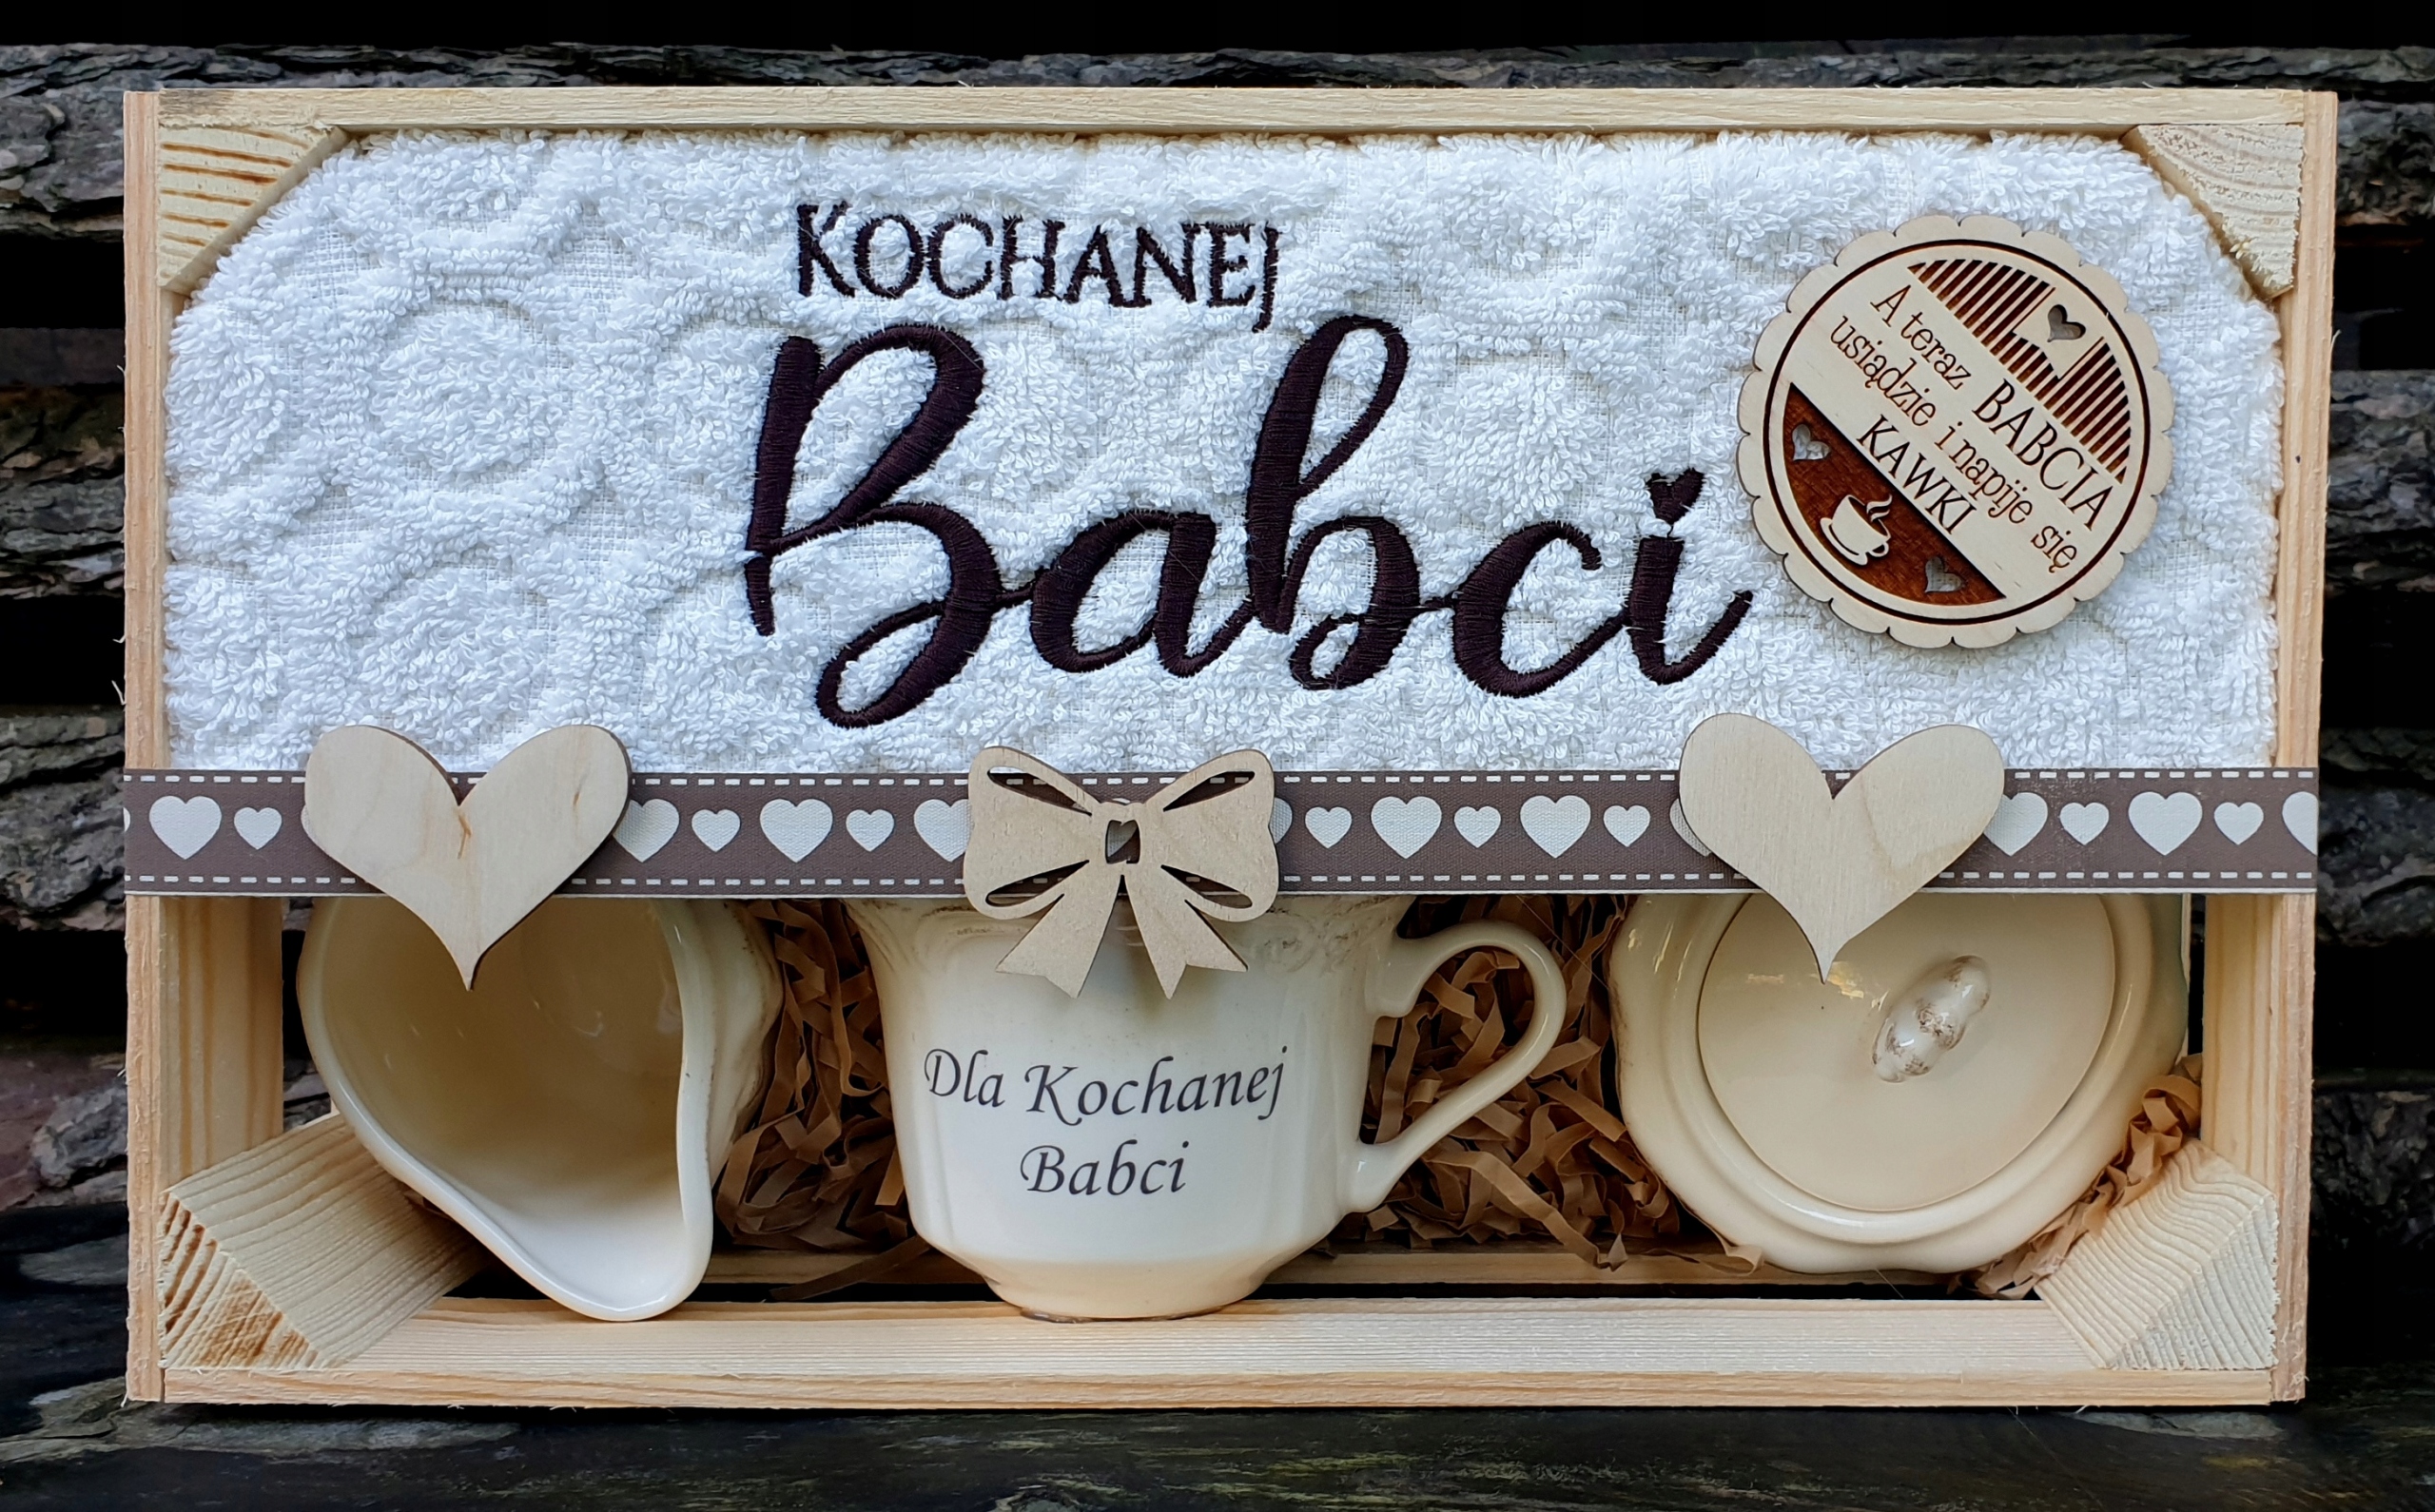 KOCHANEJ
Babci
A teraz BABCIA
usiądzie i napije się
KAWKI
Dla Kochanej
Babci